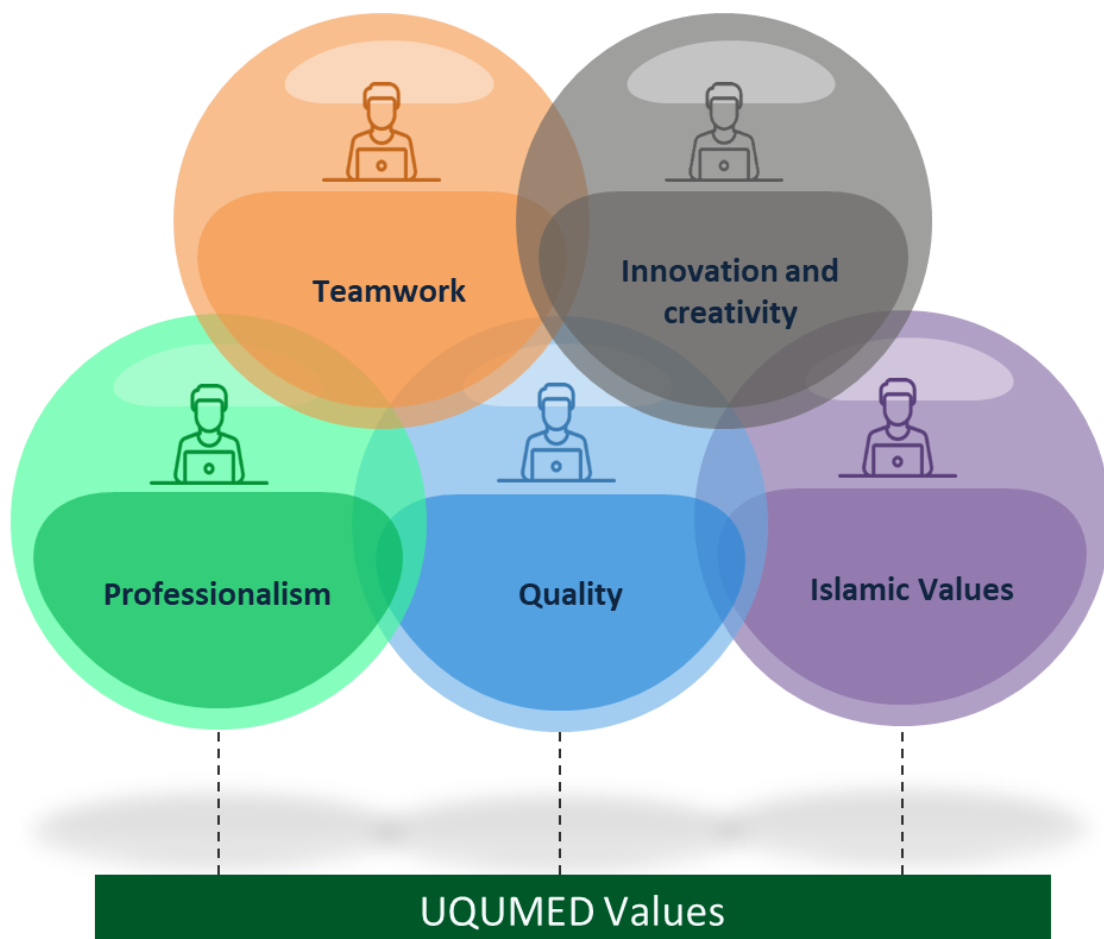 Teamwork
Innovation and
creativity
Professionalism
Quality
Islamic Values
UQUMED Values